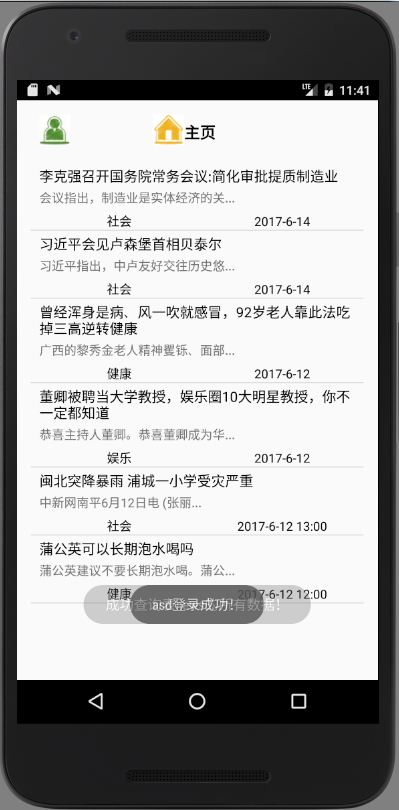 LTE 11:41
主页
李克强召开国务院常务会议:简化审批提质制造业
会议指出，制造业是实体经济的关...
社会 2017-6-14
习近平会见卢森堡首相贝泰尔
习近平指出，中卢友好交往历史悠...
社会 2017-6-14
曾经浑身是病、风一吹就感冒，92岁老人靠此法吃
掉三高逆转健康
广西的黎秀金老人精神矍铄、面部...
健康 2017-6-12
董卿被聘当大学教授，娱乐圈10大明星教授，你不
一定都知道
恭喜主持人董卿。恭喜董卿成为华...
娱乐 2017-6-12
闽北突降暴雨 浦城一小学受灾严重
中新网南平6月12日电 (张丽...
社会 2017-6-12 13:00
蒲公英可以长期泡水喝吗
蒲公英建议不要长期泡水喝。蒲公...
健康 2017-6-12 12:00
成功查询 有数据!
asd登录成功!